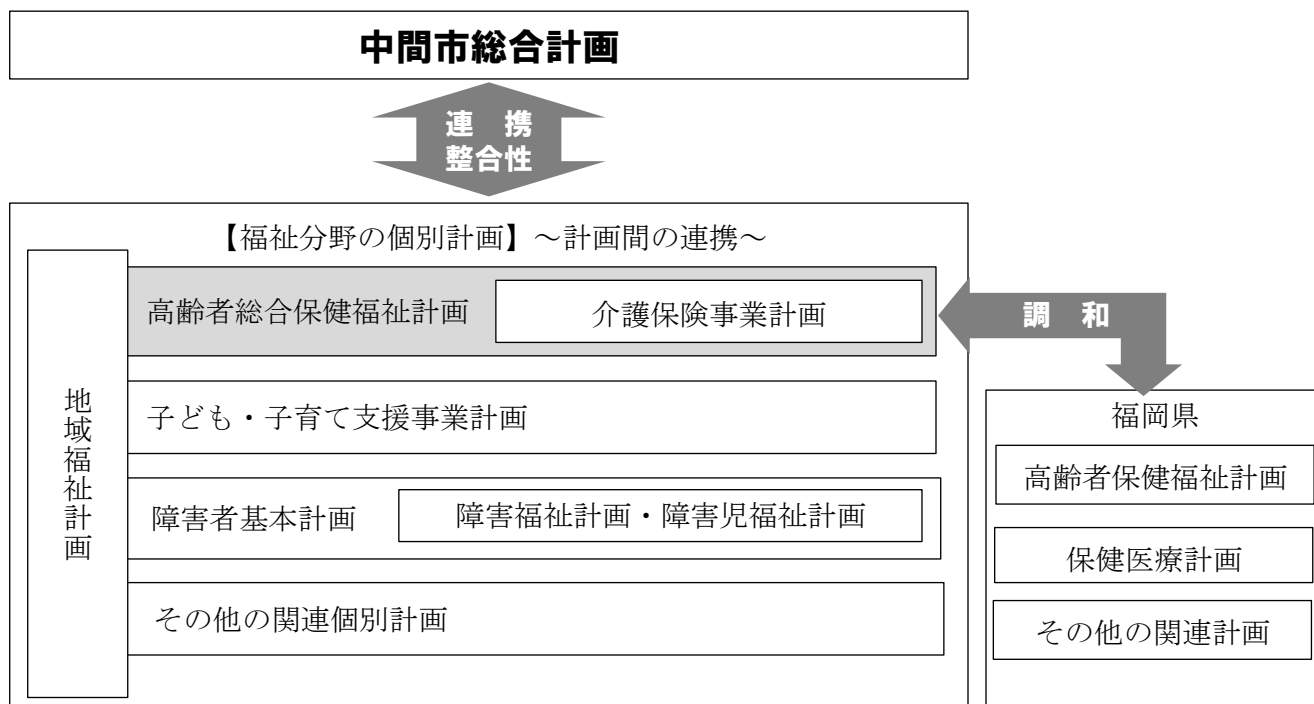 中間市総合計画
連　携
整合性
【福祉分野の個別計画】～計画間の連携～
地域福祉計画
高齢者総合保健福祉計画
介護保険事業計画
子ども・子育て支援事業計画
障害者基本計画
障害福祉計画・障害児福祉計画
その他の関連個別計画
調　和
福岡県
高齢者保健福祉計画
保健医療計画
その他の関連計画